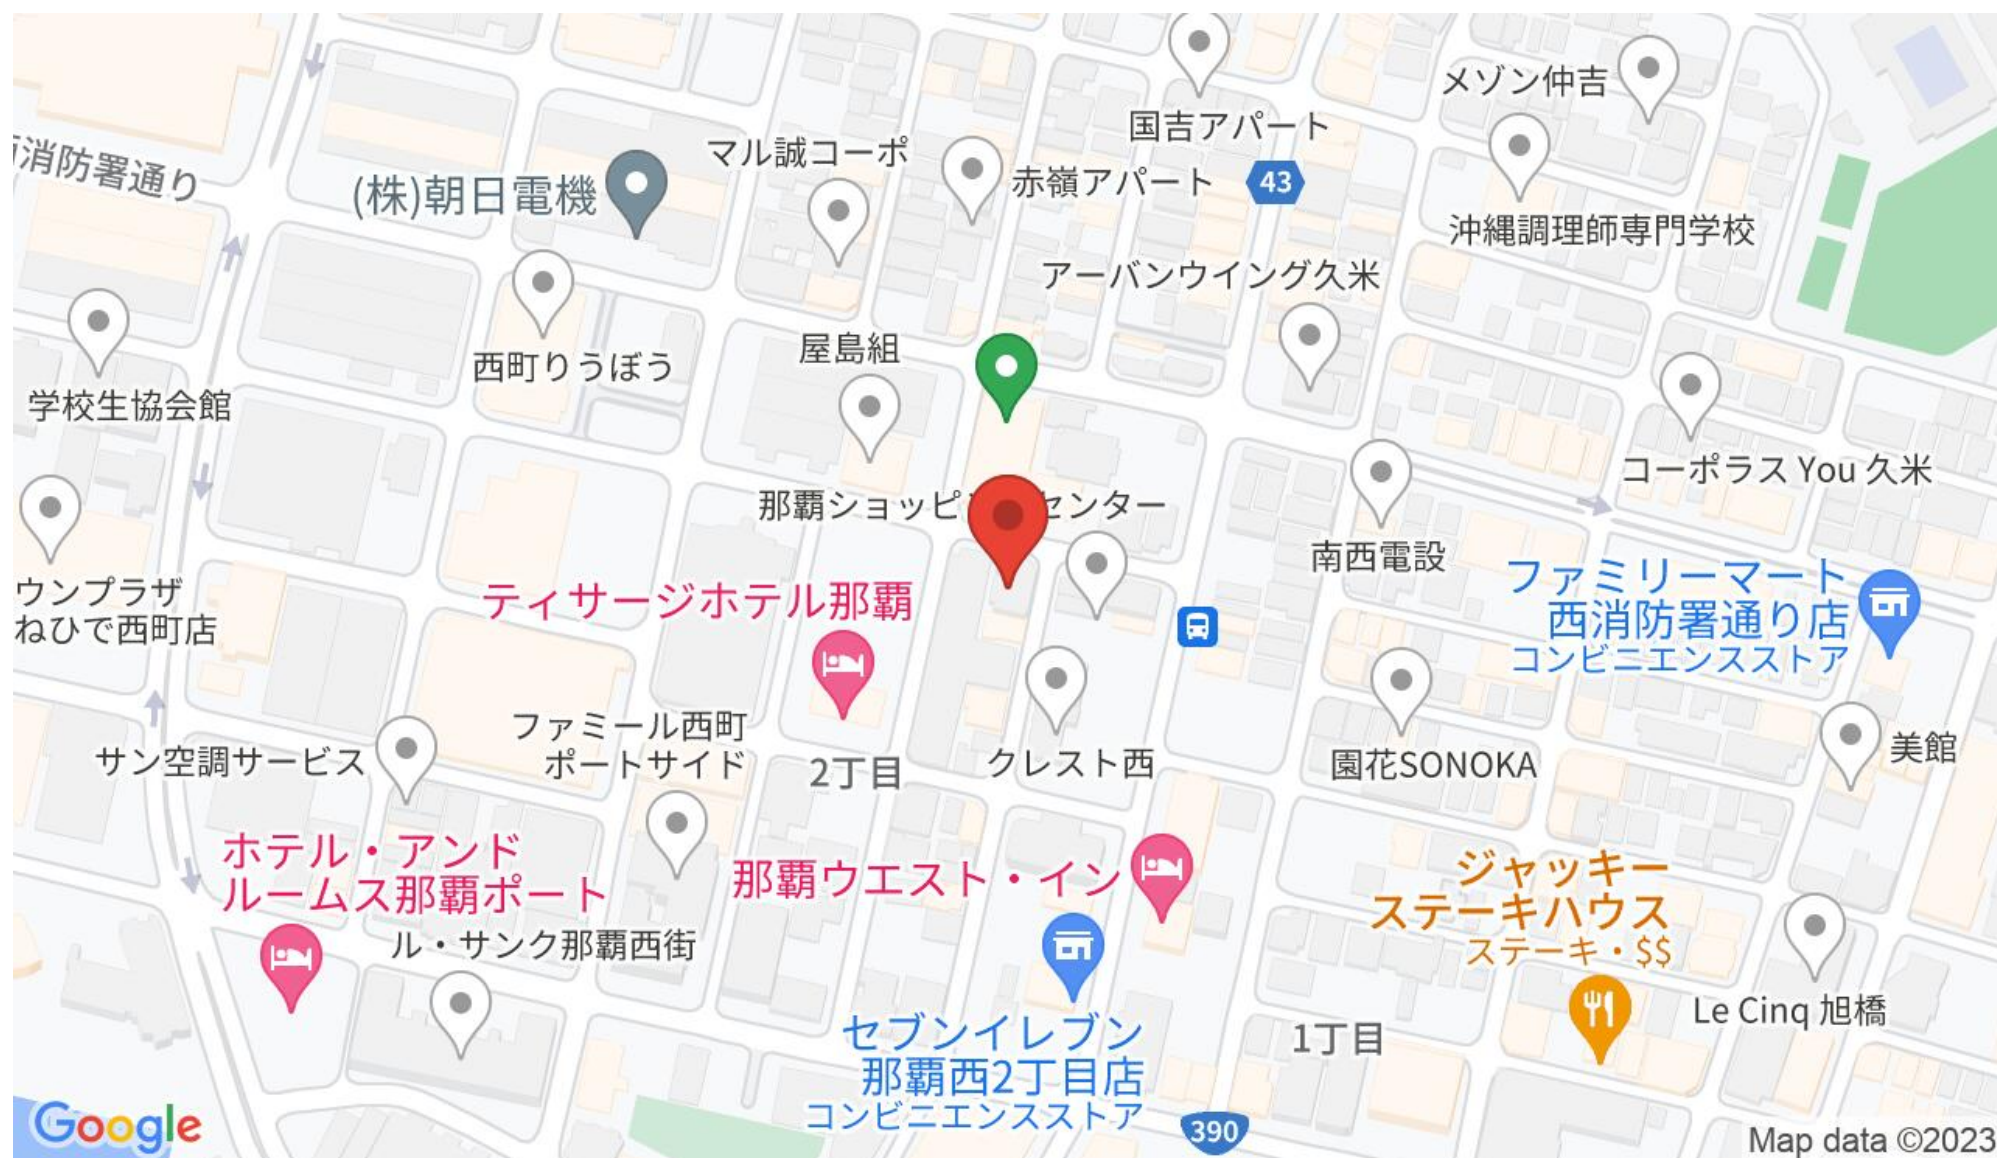 国吉アパート
メゾン仲吉
マル誠コーポ
消防署通り
(株)朝日電機
赤嶺アパート
43
沖縄調理師専門学校
アーバンウイング久米
西町りうぼう
屋島組
学校生協会館
コーポラス You 久米
那覇ショッピ
センター
南西電設
ウンプラザ
ねひで西町店
ティサージホテル那覇
ファミリーマート
西消防署通り店
コンビニエンスストア
サン空調サービス
ファミール西町
ポートサイド
2丁目
クレスト西
園花SONOKA
美館
ホテル・アンド
ルームス那覇ポート
那覇ウエスト・イン
ジャッキー
ステーキハウス
ステーキ・$$
ル・サンク那覇西街
セブンイレブン
那覇西2丁目店
コンビニエンスストア
1丁目
Le Cinq 旭橋
Google
390
Map data ©2023